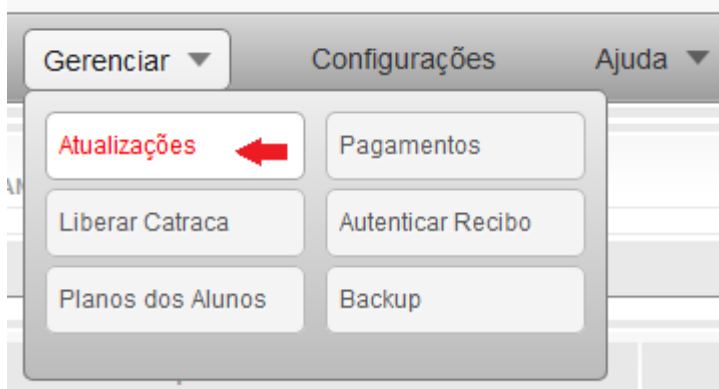 Gerenciar Configurações Ajuda
Atualizações Pagamentos
Liberar Catraca Autenticar Recibo
Planos dos Alunos Backup